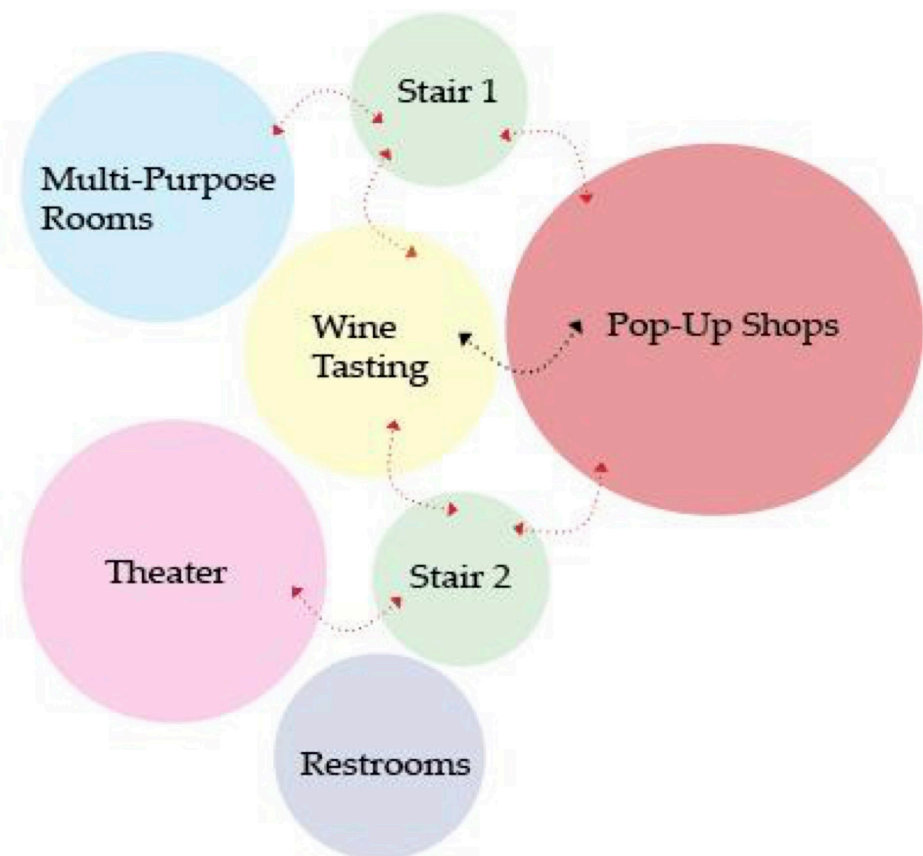 Stair 1
Multi-Purpose
Rooms
Wine
Tasting
Pop-Up Shops
Theater
Stair 2
Restrooms